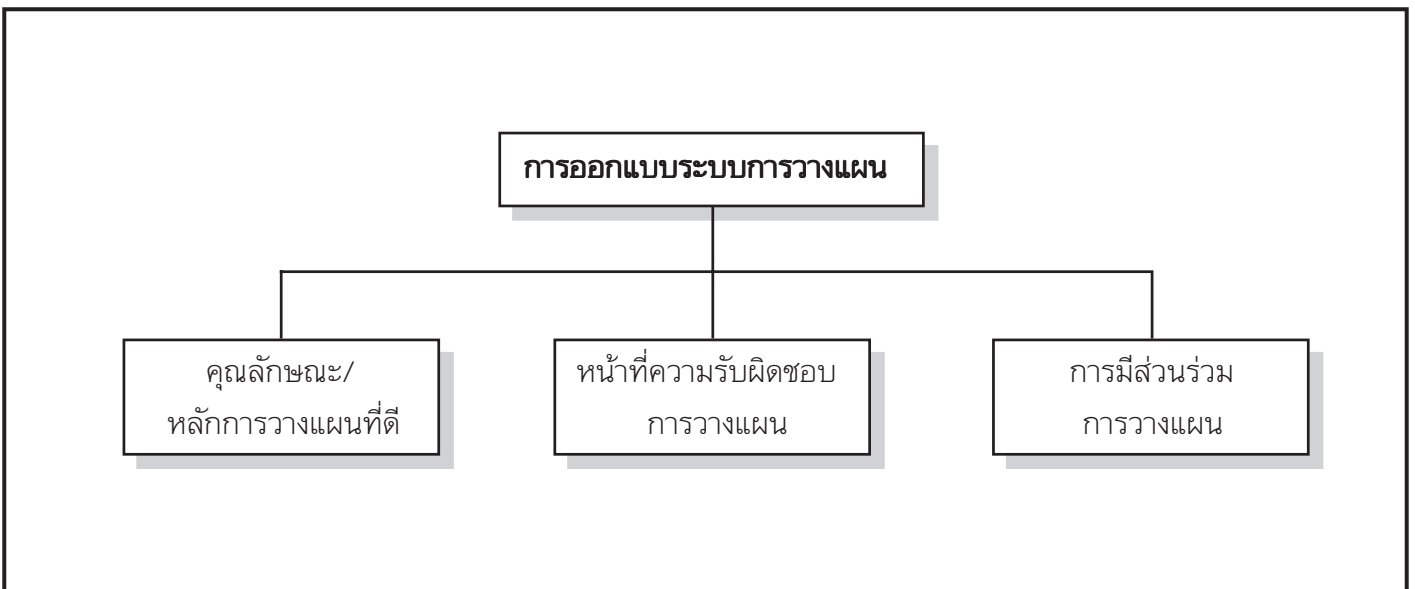 การออกแบบระบบการวางแผน
คุณลักษณะ/
หลักการวางแผนที่ดี
หน้าที่ความรับผิดชอบ
การวางแผน
การมีส่วนร่วม
การวางแผน